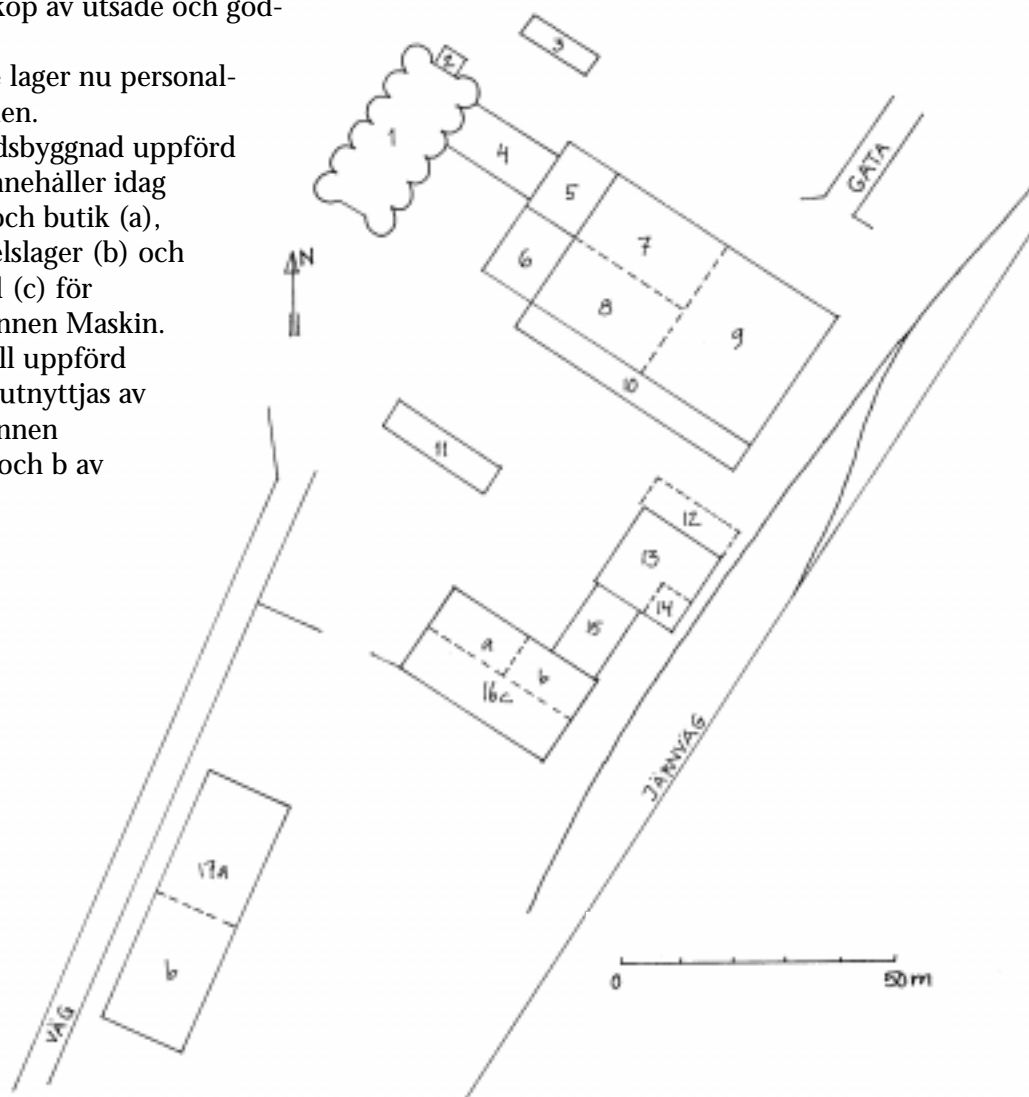 köp av utsäde och göd-
lager nu personal-
en.
dsbyggnad uppförd
nnehåller idag
och butik (a),
elslager (b) och
(c) för
nnen Maskin.
ll uppförd
utnyttjas av
nnen
och b av
3
2
1
4
GATA
5
7
N
6
8
9
10
11
12
13
14
15
a
b
16c
JÄRNVÄG
17a
b
0
50 m
VÄG